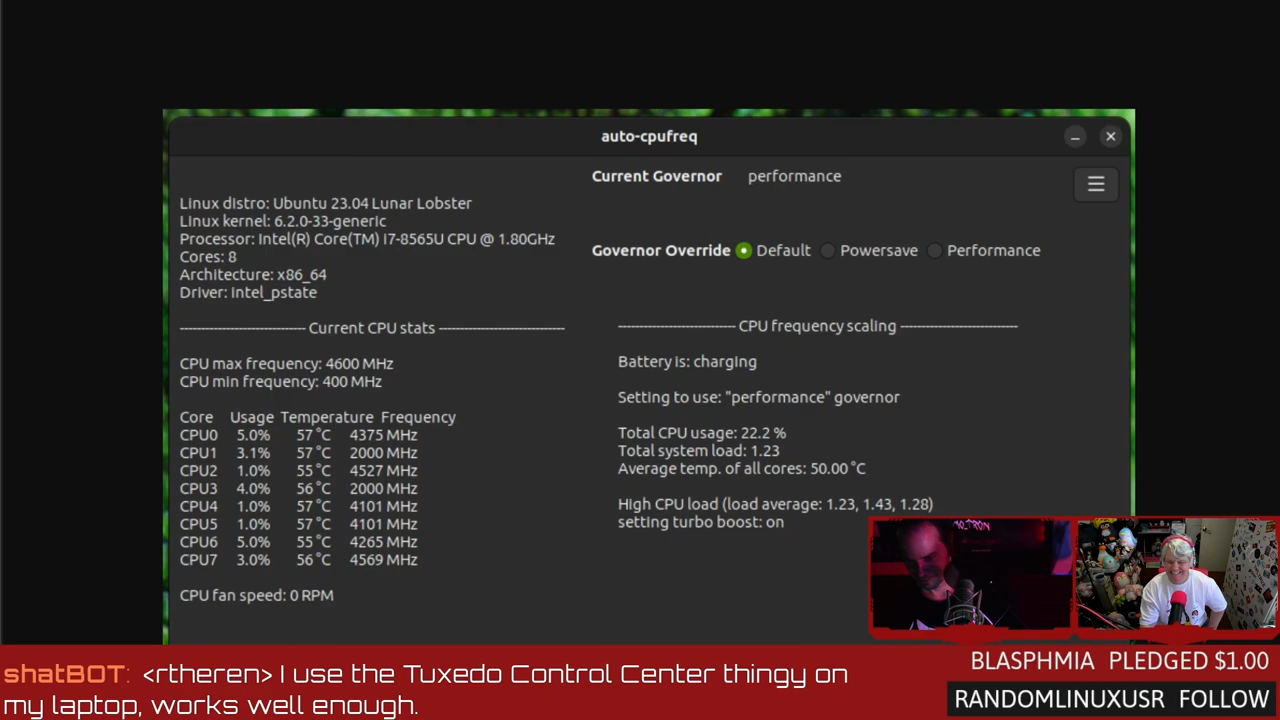 auto-cpufreq
Current Governor performance
Linux distro: Ubuntu 23.04 Lunar Lobster
Linux kernel: 6.2.0-33-generic
Processor: Intel(R) Core(TM) i7-8565U CPU @ 1.80GHz
Cores: 8
Architecture: x86_64
Driver: intel_pstate
Governor Override Default Powersave Performance
------------------------------ Current CPU stats ------------------------------
CPU max frequency: 4600 MHz
CPU min frequency: 400 MHz
Core Usage Temperature Frequency
CPU0 5.0% 57 °C 4375 MHz
CPU1 3.1% 57 °C 2000 MHz
CPU2 1.0% 55 °C 4527 MHz
CPU3 4.0% 56 °C 2000 MHz
CPU4 1.0% 57 °C 4101 MHz
CPU5 1.0% 57 °C 4101 MHz
CPU6 5.0% 55 °C 4265 MHz
CPU7 3.0% 56 °C 4569 MHz
CPU fan speed: 0 RPM
---------------------------- CPU frequency scaling ----------------------------
Battery is: charging
Setting to use: "performance" governor
Total CPU usage: 22.2 %
Total system load: 1.23
Average temp. of all cores: 50.00 °C
High CPU load (load average: 1.23, 1.43, 1.28)
setting turbo boost: on
shatBOT: <rtheren> I use the Tuxedo Control Center thingy on
my laptop, works well enough.
BLASPHMIA PLEDGED $1.00
RANDOMLINUXUSR FOLLOW